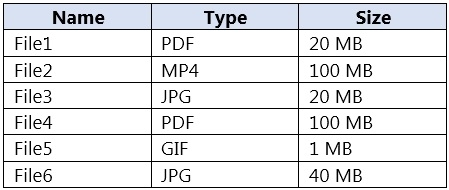 Name Type Size
File1 PDF 20 MB
File2 MP4 100 MB
File3 JPG 20 MB
File4 PDF 100 MB
File5 GIF 1 MB
File6 JPG 40 MB